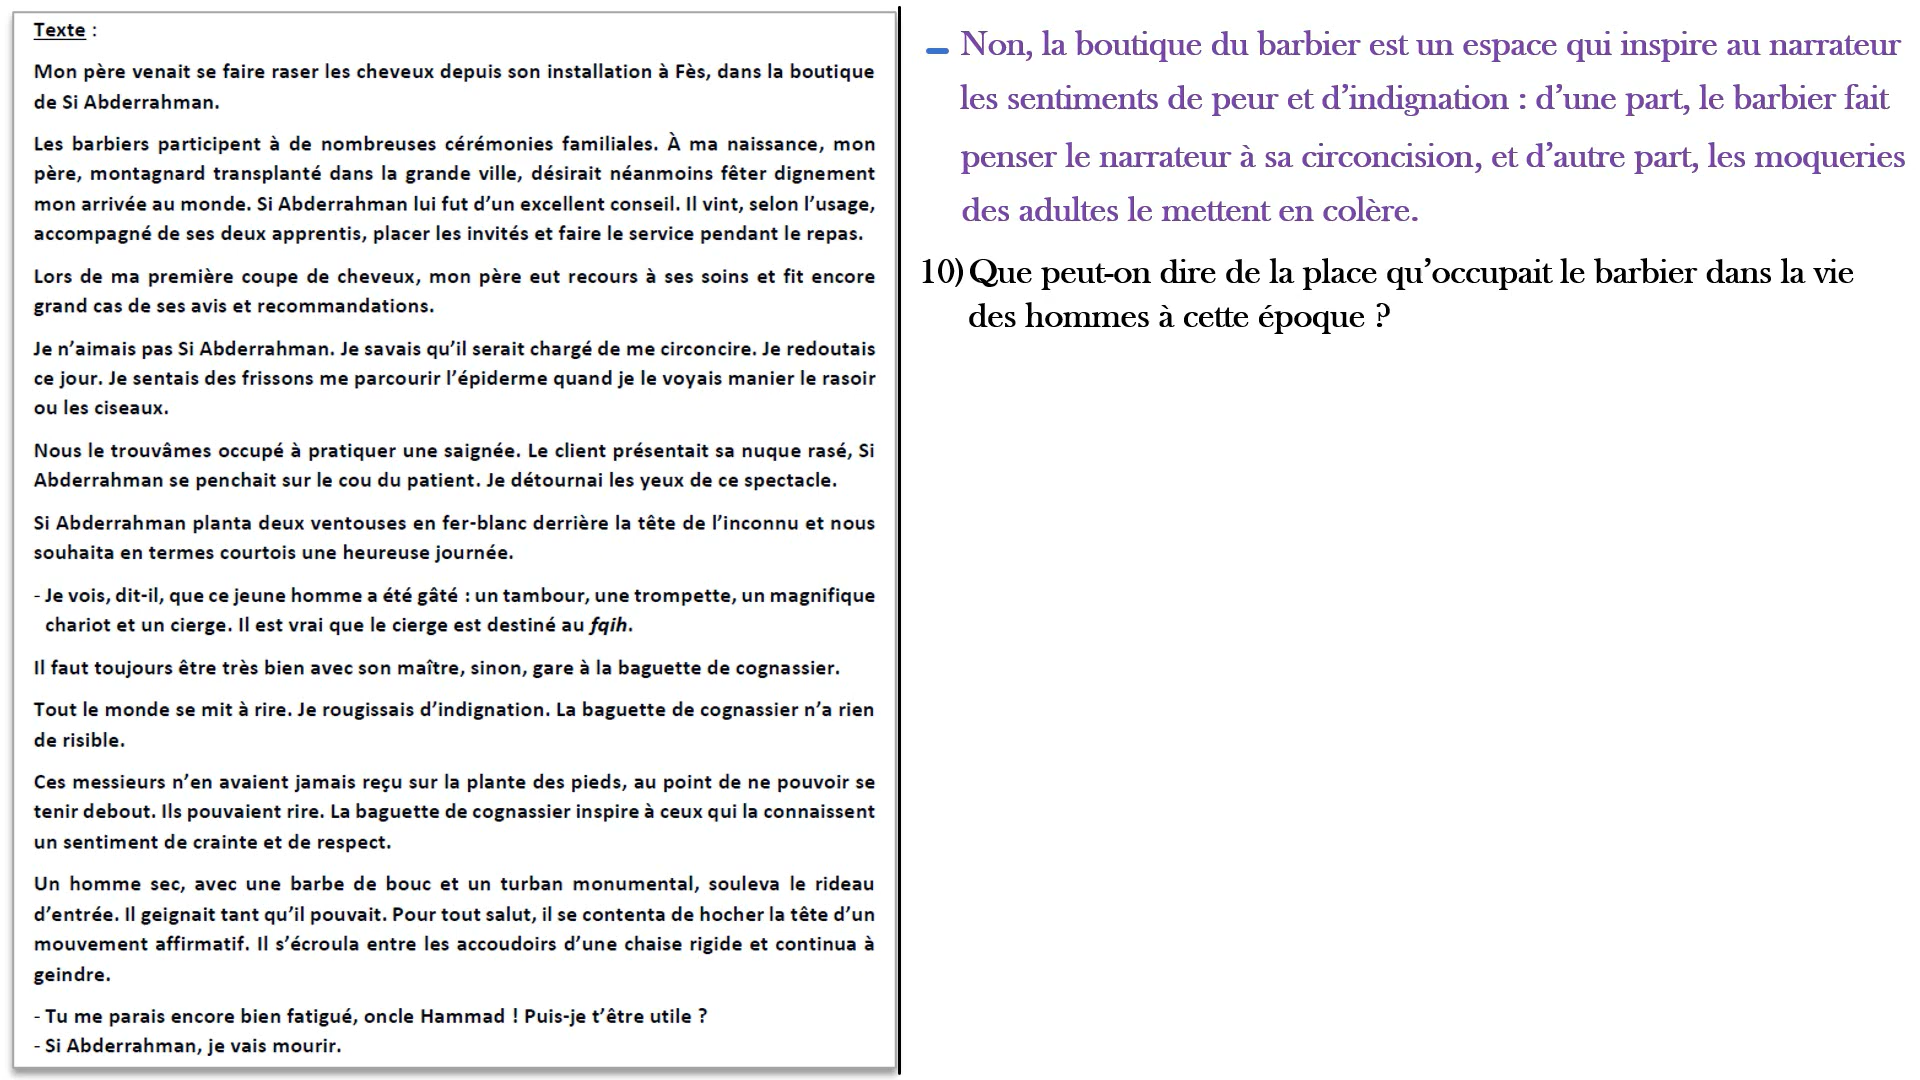 Texte :
Mon père venait se faire raser les cheveux depuis son installation à Fès, dans la boutique
de Si Abderrahman.
Les barbiers participent à de nombreuses cérémonies familiales. À ma naissance, mon
père, montagnard transplanté dans la grande ville, désirait néanmoins fêter dignement
mon arrivée au monde. Si Abderrahman lui fut d'un excellent conseil. Il vint, selon l'usage,
accompagné de ses deux apprentis, placer les invités et faire le service pendant le repas.
Lors de ma première coupe de cheveux, mon père eut recours à ses soins et fit encore
grand cas de ses avis et recommandations.
Je n'aimais pas Si Abderrahman. Je savais qu'il serait chargé de me circoncire. Je redoutais
ce jour. Je sentais des frissons me parcourir l'épiderme quand je le voyais manier le rasoir
ou les ciseaux.
Nous le trouvâmes occupé à pratiquer une saignée. Le client présentait sa nuque rasé, Si
Abderrahman se penchait sur le cou du patient. Je détournai les yeux de ce spectacle.
Si Abderrahman planta deux ventouses en fer-blanc derrière la tête de l'inconnu et nous
souhaita en termes courtois une heureuse journée.
- Je vois, dit-il, que ce jeune homme a été gâté : un tambour, une trompette, un magnifique
chariot et un cierge. Il est vrai que le cierge est destiné au fqih.
Il faut toujours être très bien avec son maître, sinon, gare à la baguette de cognassier.
Tout le monde se mit à rire. Je rougissais d'indignation. La baguette de cognassier n'a rien
de risible.
Ces messieurs n'en avaient jamais reçu sur la plante des pieds, au point de ne pouvoir se
tenir debout. Ils pouvaient rire. La baguette de cognassier inspire à ceux qui la connaissent
un sentiment de crainte et de respect.
Un homme sec, avec une barbe de bouc et un turban monumental, souleva le rideau
d'entrée. Il geignait tant qu'il pouvait. Pour tout salut, il se contenta de hocher la tête d'un
mouvement affirmatif. Il s'écroula entre les accoudoirs d'une chaise rigide et continua à
geindre.
- Tu me parais encore bien fatigué, oncle Hammad ! Puis-je t'être utile ?
- Si Abderrahman, je vais mourir.
– Non, la boutique du barbier est un espace qui inspire au narrateur
les sentiments de peur et d'indignation : d'une part, le barbier fait
penser le narrateur à sa circoncision, et d'autre part, les moqueries
des adultes le mettent en colère.
10) Que peut-on dire de la place qu'occupait le barbier dans la vie
des hommes à cette époque ?